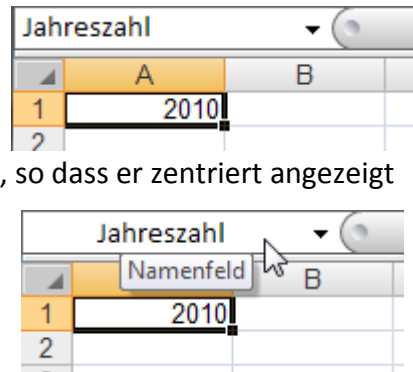 Jahreszahl
A B
1 2010
2
, so dass er zentriert angezeigt
Jahreszahl
Namenfeld B
1 2010
2